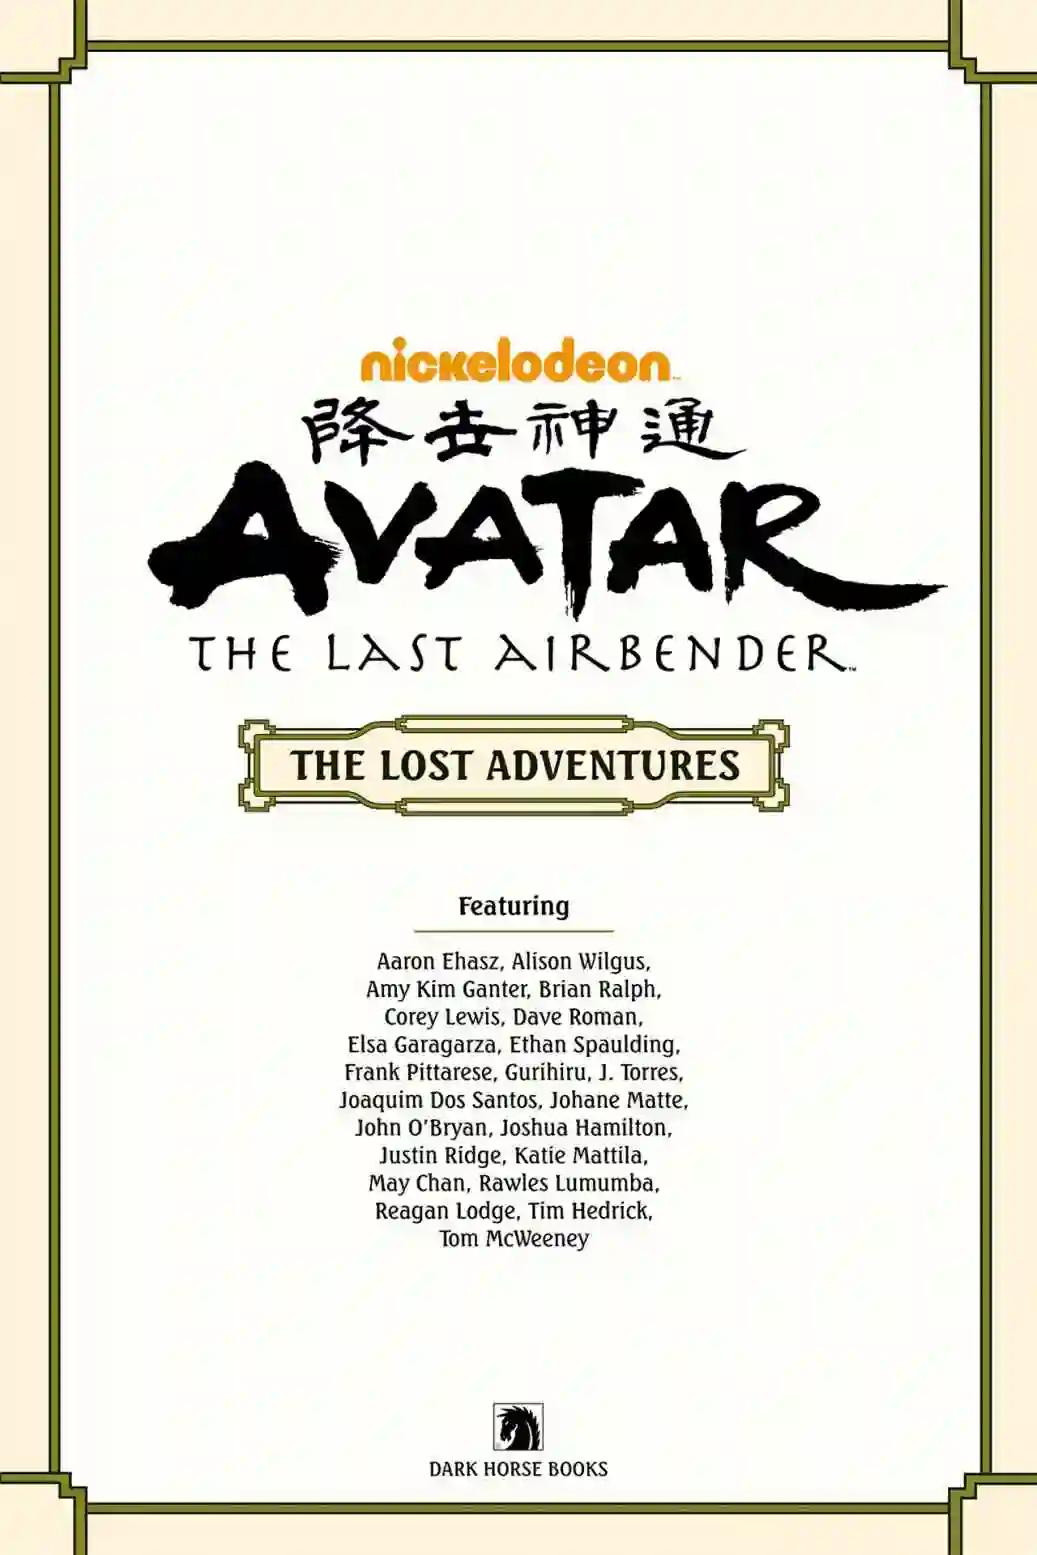 nickelodeon™
降世神通
AVATAR
THE LAST AIRBENDER™
THE LOST ADVENTURES
Featuring
Aaron Ehasz, Alison Wilgus,
Amy Kim Ganter, Brian Ralph,
Corey Lewis, Dave Roman,
Elsa Garagarza, Ethan Spaulding,
Frank Pittarese, Gurihiru, J. Torres,
Joaquim Dos Santos, Johane Matte,
John O'Bryan, Joshua Hamilton,
Justin Ridge, Katie Mattila,
May Chan, Rawles Lumumba,
Reagan Lodge, Tim Hedrick,
Tom McWeeney
DARK HORSE BOOKS